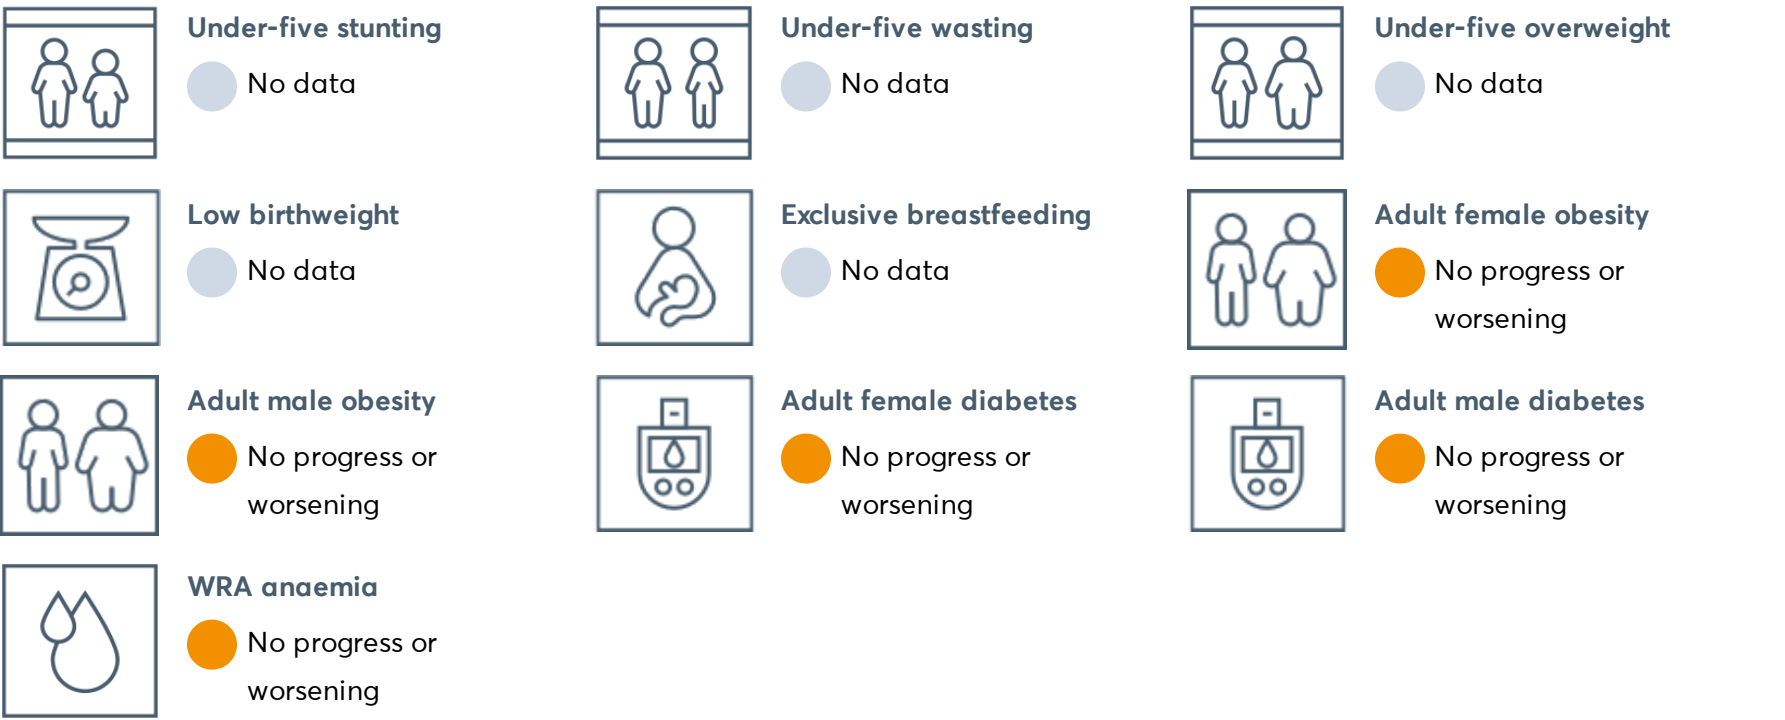 Under-five stunting
No data
Under-five wasting
No data
Under-five overweight
No data
Low birthweight
No data
Exclusive breastfeeding
No data
Adult female obesity
No progress or
worsening
Adult male obesity
No progress or
worsening
Adult female diabetes
No progress or
worsening
Adult male diabetes
No progress or
worsening
WRA anaemia
No progress or
worsening